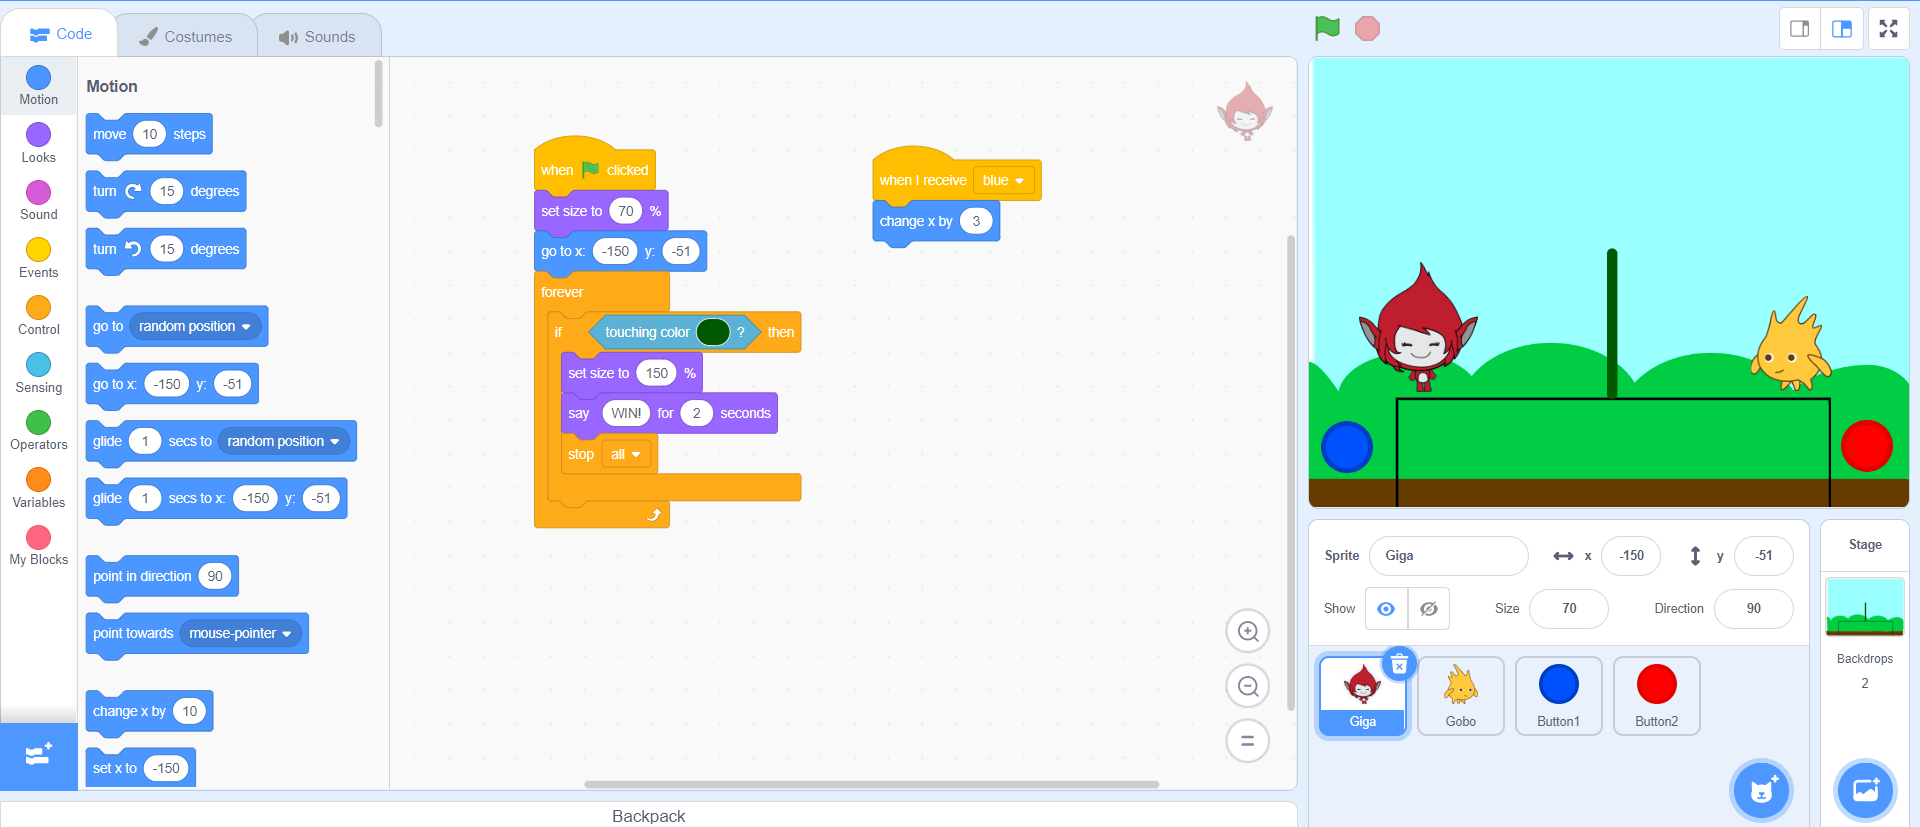 Code
Costumes
Sounds
Motion
Looks
Sound
Events
Control
Sensing
Operators
Variables
My Blocks
Motion
move 10 steps
turn 15 degrees
turn 15 degrees
go to random position
go to x: -150 y: -51
glide 1 secs to random position
glide 1 secs to x: -150 y: -51
point in direction 90
point towards mouse-pointer
change x by 10
set x to -150
when clicked
set size to 70 %
go to x: -150 y: -51
forever
if touching color ? then
set size to 150 %
say WIN! for 2 seconds
stop all
when I receive blue
change x by 3
Backpack
Sprite Giga x -150 y -51
Show Size 70 Direction 90
Giga
Gobo
Button1
Button2
Stage
Backdrops
2